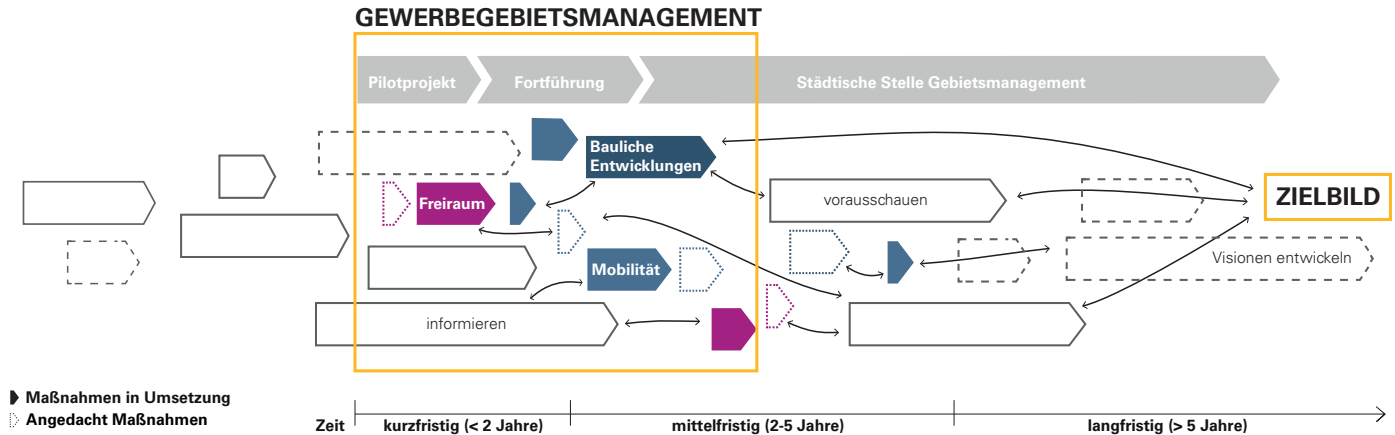 GEWERBEGEBIETSMANAGEMENT
Pilotprojekt
Fortführung
Städtische Stelle Gebietsmanagement
Bauliche
Entwicklungen
Freiraum
vorausschauen
ZIELBILD
Mobilität
Visionen entwickeln
informieren
Maßnahmen in Umsetzung
Angedacht Maßnahmen
Zeit
kurzfristig (< 2 Jahre)
mittelfristig (2-5 Jahre)
langfristig (> 5 Jahre)